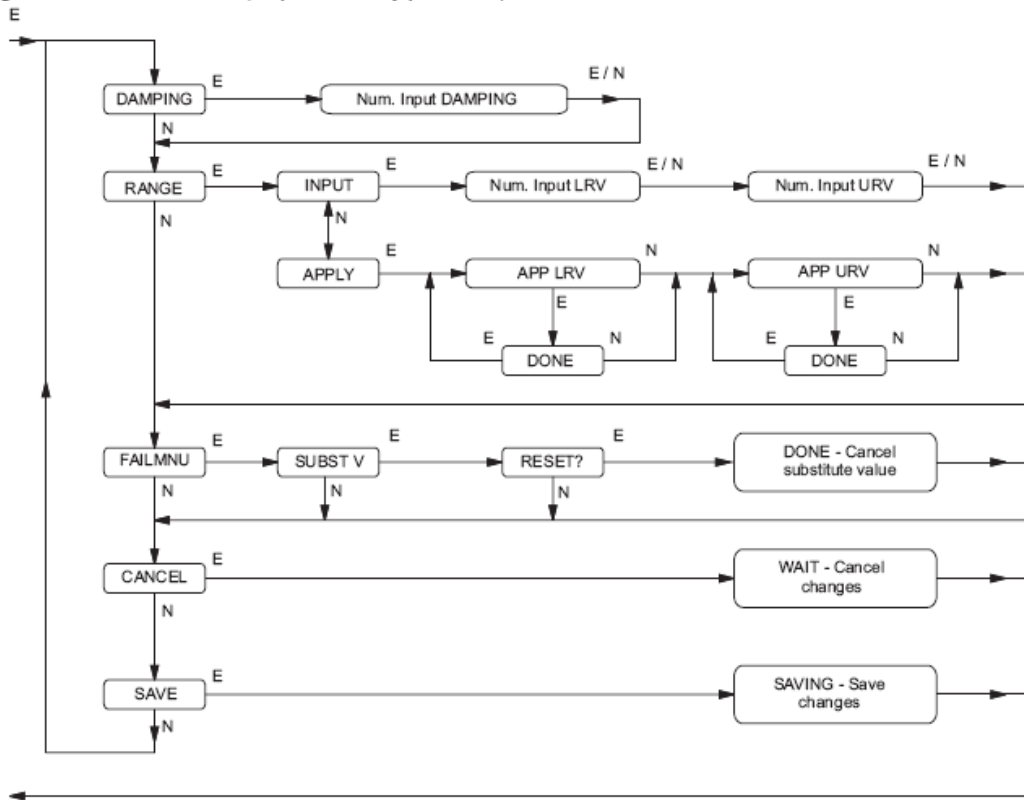 E
DAMPING
E
Num. Input DAMPING
E / N
N
RANGE
E
INPUT
E
Num. Input LRV
E / N
Num. Input URV
E / N
N
N
APPLY
E
APP LRV
N
APP URV
N
E
E
E
DONE
N
E
DONE
N
FAILMNU
E
SUBST V
E
RESET?
E
DONE - Cancel
substitute value
N
N
N
CANCEL
E
WAIT - Cancel
changes
N
SAVE
E
SAVING - Save
changes
N